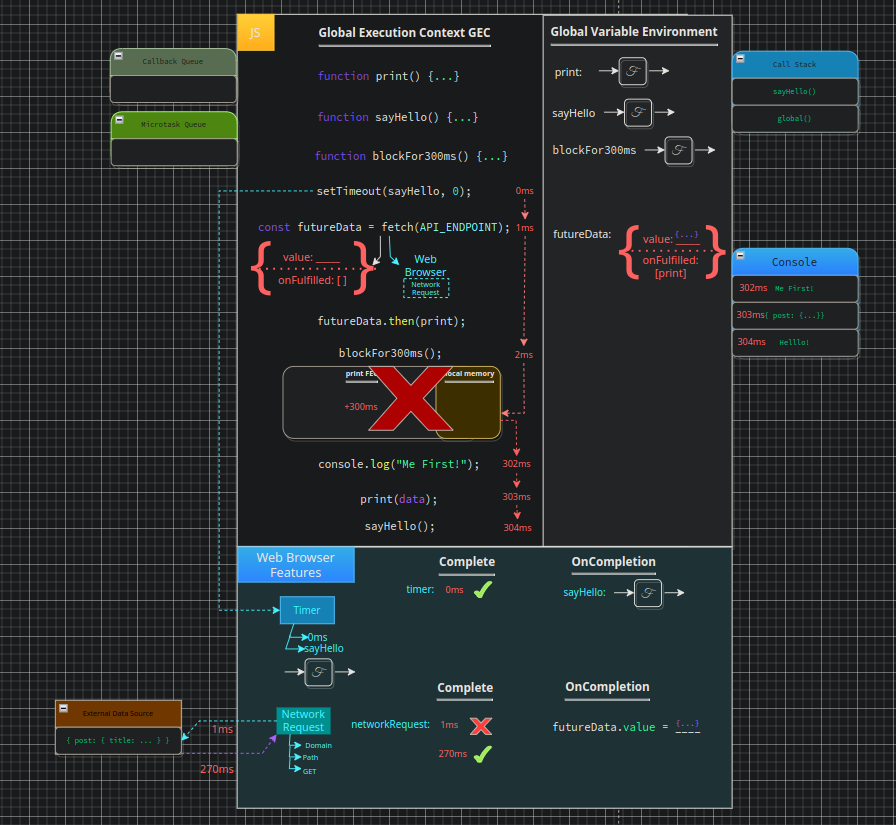 JS
Global Execution Context GEC
Global Variable Environment
Callback Queue
Microtask Queue
function print() {...}
function sayHello() {...}
function blockFor300ms() {...}
setTimeout(sayHello, 0);
0ms
const futureData = fetch(API_ENDPOINT);
1ms
value: ____
onFulfilled: [ ]
Web
Browser
Network
Request
futureData.then(print);
blockFor300ms();
2ms
print FE
ocal memory
+300ms
console.log("Me First!");
302ms
print(data);
303ms
sayHello();
304ms
print:
sayHello
blockFor300ms
futureData:
value: {...}
onFulfilled:
[print]
Call Stack
sayHello()
global()
Console
302ms Me First!
303ms { post: {...}}
304ms Helllo!
Web Browser
Features
Complete
OnCompletion
timer: 0ms
sayHello:
Timer
0ms
sayHello
Complete
OnCompletion
Network
Request
networkRequest: 1ms
270ms
futureData.value = {...}
Domain
Path
GET
External Data Source
{ post: { title: ... } }
1ms
270ms